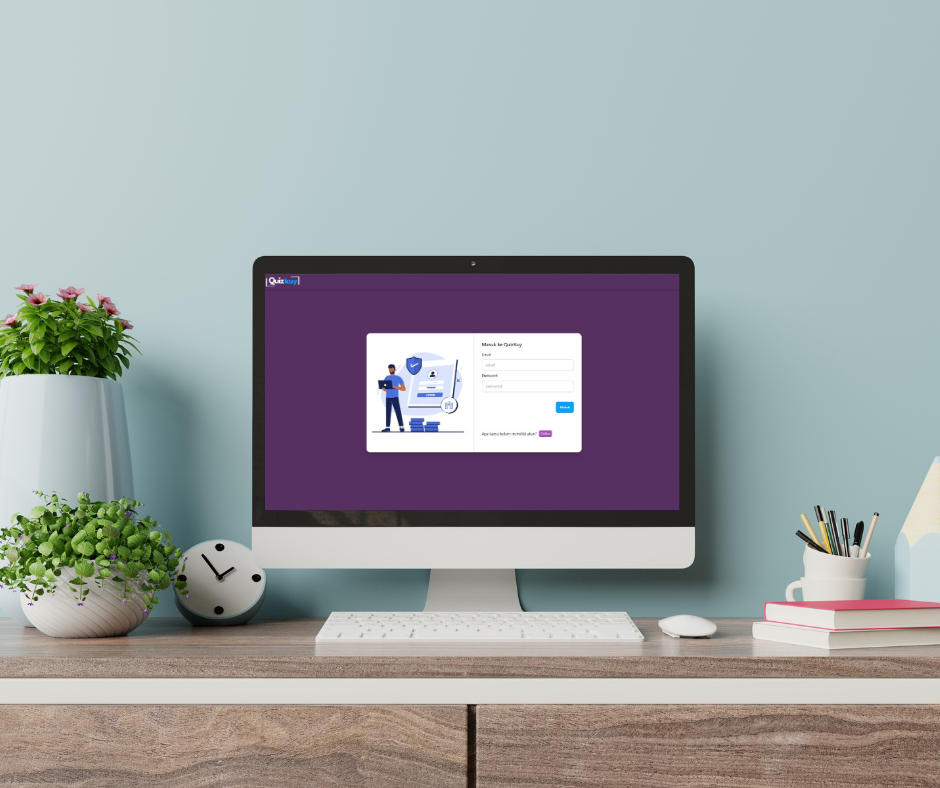 Quizkuy
Masuk ke QuizKuy
Email
email
Password
password
Masuk
Apa kamu belum memiliki akun? Daftar